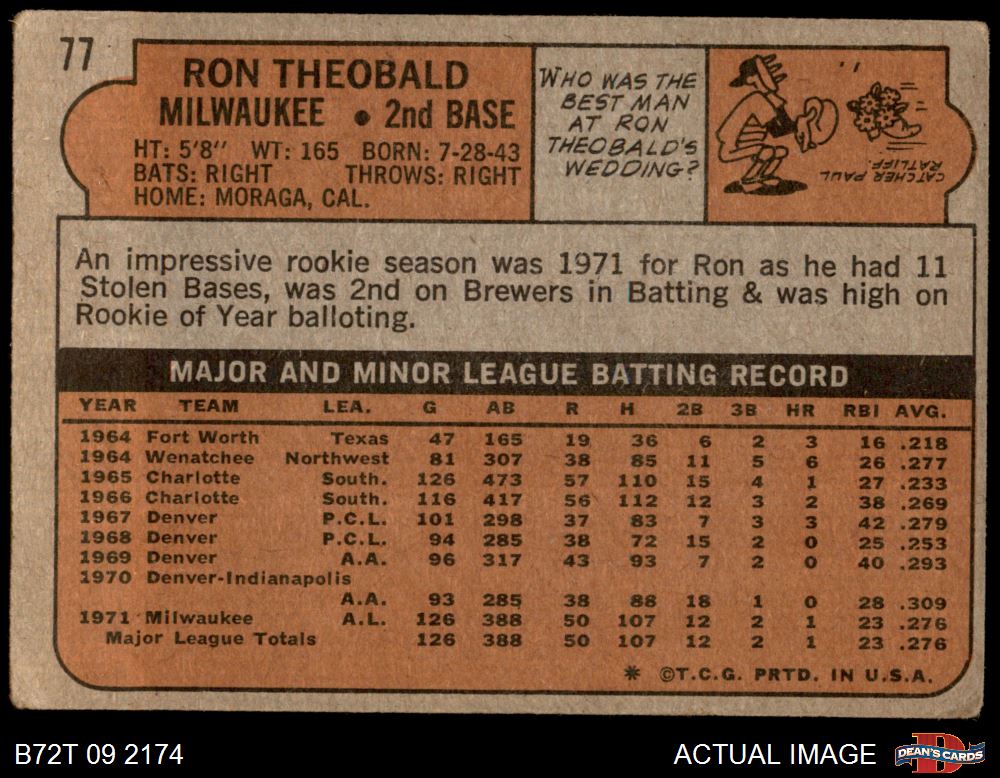 77
RON THEOBALD
MILWAUKEE • 2nd BASE
HT: 5'8" WT: 165 BORN: 7-28-43
BATS: RIGHT THROWS: RIGHT
HOME: MORAGA, CAL.
WHO WAS THE
BEST MAN
AT RON
THEOBALD'S
WEDDING?
CATCHER PAUL
RATLIFF.
An impressive rookie season was 1971 for Ron as he had 11
Stolen Bases, was 2nd on Brewers in Batting & was high on
Rookie of Year balloting.
MAJOR AND MINOR LEAGUE BATTING RECORD
YEAR TEAM LEA. G AB R H 2B 3B HR RBI AVG.
1964 Fort Worth Texas 47 165 19 36 6 2 3 16 .218
1964 Wenatchee Northwest 81 307 38 85 11 5 6 26 .277
1965 Charlotte South. 126 473 57 110 15 4 1 27 .233
1966 Charlotte South. 116 417 56 112 12 3 2 38 .269
1967 Denver P.C.L. 101 298 37 83 7 3 3 42 .279
1968 Denver P.C.L. 94 285 38 72 15 2 0 25 .253
1969 Denver A.A. 96 317 43 93 7 2 0 40 .293
1970 Denver-Indianapolis
A.A. 93 285 38 88 18 1 0 28 .309
1971 Milwaukee A.L. 126 388 50 107 12 2 1 23 .276
Major League Totals 126 388 50 107 12 2 1 23 .276
* ©T.C.G. PRTD. IN U.S.A.
B72T 09 2174
ACTUAL IMAGE
DEAN'S CARDS